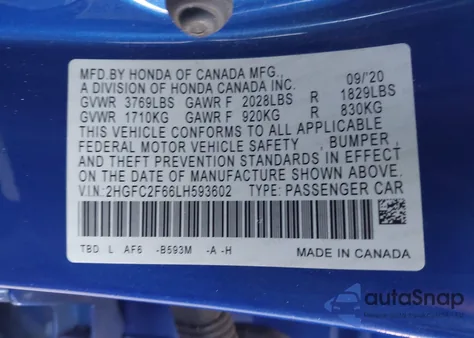 MFD.BY HONDA OF CANADA MFG., 09/'20
A DIVISION OF HONDA CANADA INC.
GVWR 3769LBS GAWR F 2028LBS R 1829LBS
GVWR 1710KG GAWR F 920KG R 830KG
THIS VEHICLE CONFORMS TO ALL APPLICABLE
FEDERAL MOTOR VEHICLE SAFETY , BUMPER ,
AND THEFT PREVENTION STANDARDS IN EFFECT
ON THE DATE OF MANUFACTURE SHOWN ABOVE.
V.I.N: 2HGFC2F66LH593602 TYPE: PASSENGER CAR
TBD L AF6 -B593M -A -H
MADE IN CANADA
autoSnap